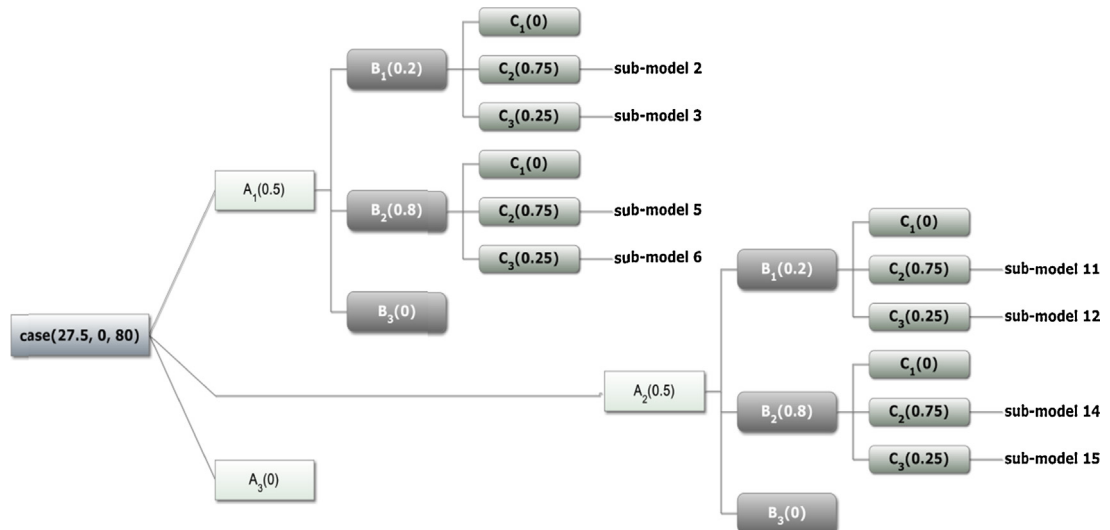 case(27.5, 0, 80)
A₁(0.5)
B₁(0.2)
C₁(0)
C₂(0.75)
sub-model 2
C₃(0.25)
sub-model 3
B₂(0.8)
C₁(0)
C₂(0.75)
sub-model 5
C₃(0.25)
sub-model 6
B₃(0)
A₂(0.5)
B₁(0.2)
C₁(0)
C₂(0.75)
sub-model 11
C₃(0.25)
sub-model 12
B₂(0.8)
C₁(0)
C₂(0.75)
sub-model 14
C₃(0.25)
sub-model 15
B₃(0)
A₃(0)